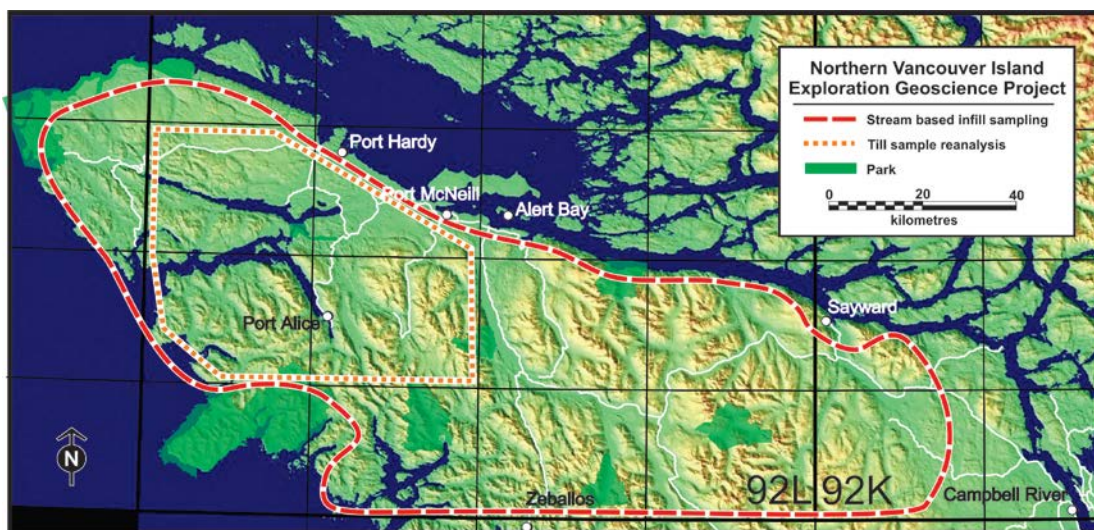 Northern Vancouver Island
Exploration Geoscience Project
Stream based infill sampling
Till sample reanalysis
Park
0 20 40
kilometres
Port Hardy
Port McNeill
Alert Bay
Port Alice
Sayward
N
92L 92K
Zeballos
Campbell River